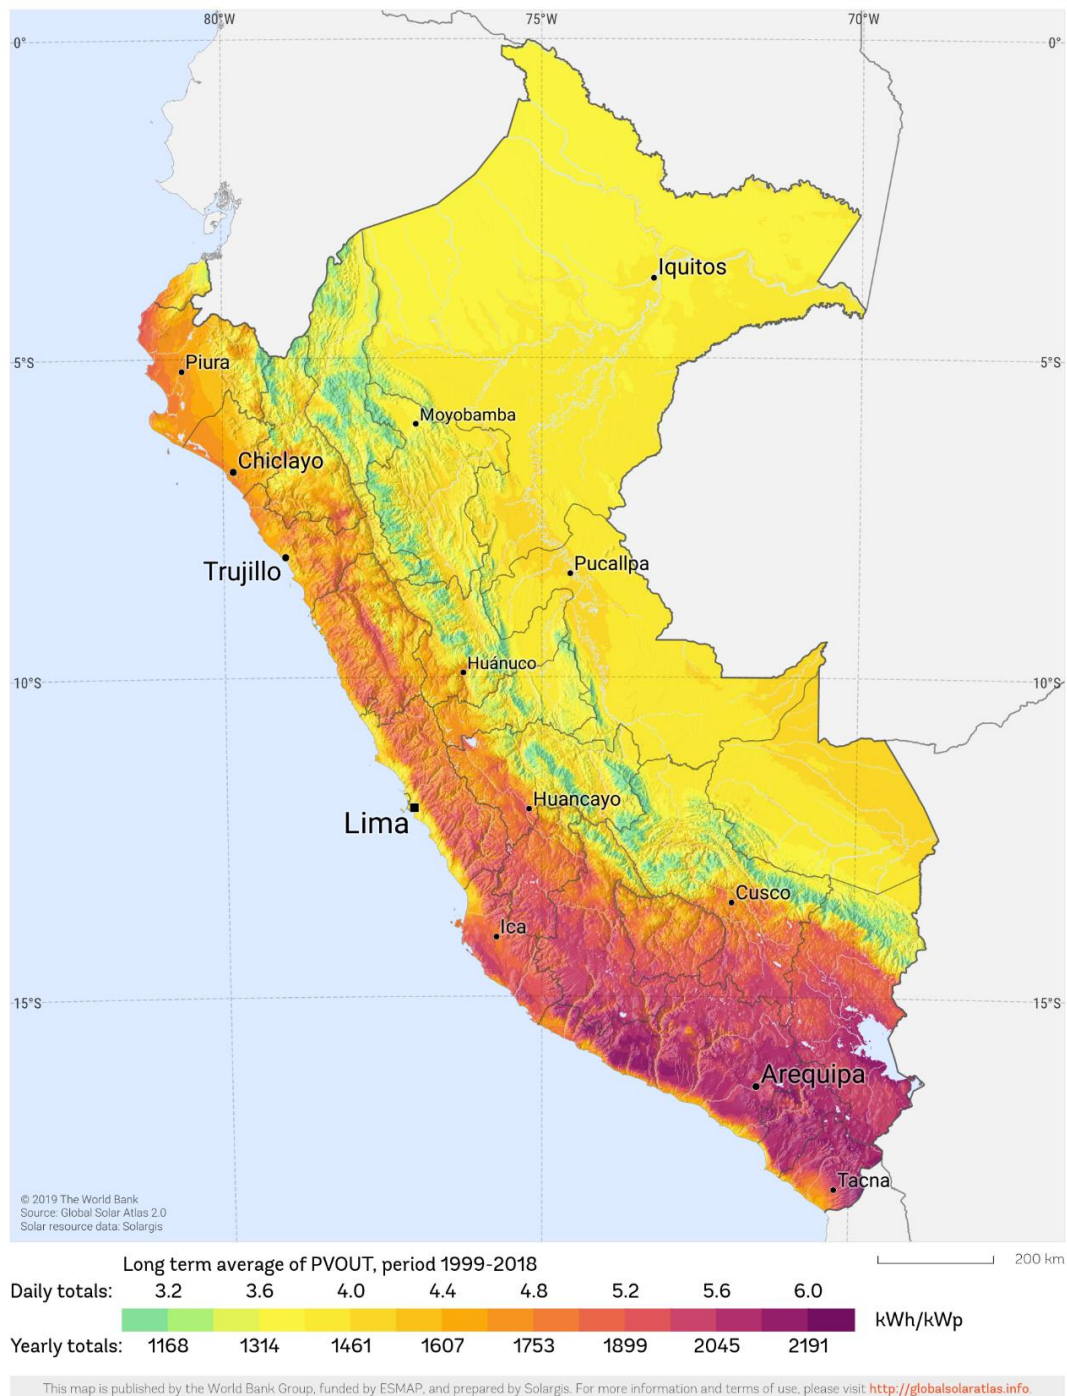 80°W 75°W 70°W
0° 0°
Iquitos
5°S 5°S
Piura
Moyobamba
Chiclayo
Trujillo
Pucallpa
Huánuco
10°S 10°S
Huancayo
Lima
Cusco
Ica
15°S 15°S
Arequipa
Tacna
© 2019 The World Bank
Source: Global Solar Atlas 2.0
Solar resource data: Solargis
Long term average of PVOUT, period 1999-2018
200 km
Daily totals: 3.2 3.6 4.0 4.4 4.8 5.2 5.6 6.0
kWh/kWp
Yearly totals: 1168 1314 1461 1607 1753 1899 2045 2191
This map is published by the World Bank Group, funded by ESMAP, and prepared by Solargis. For more information and terms of use, please visit http://globalsolaratlas.info.